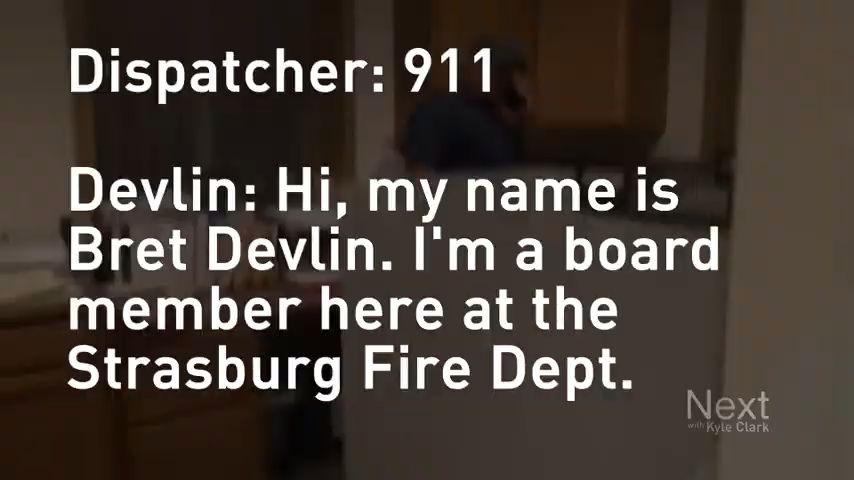 Dispatcher: 911
Devlin: Hi, my name is
Bret Devlin. I'm a board
member here at the
Strasburg Fire Dept.
Next
with Kyle Clark